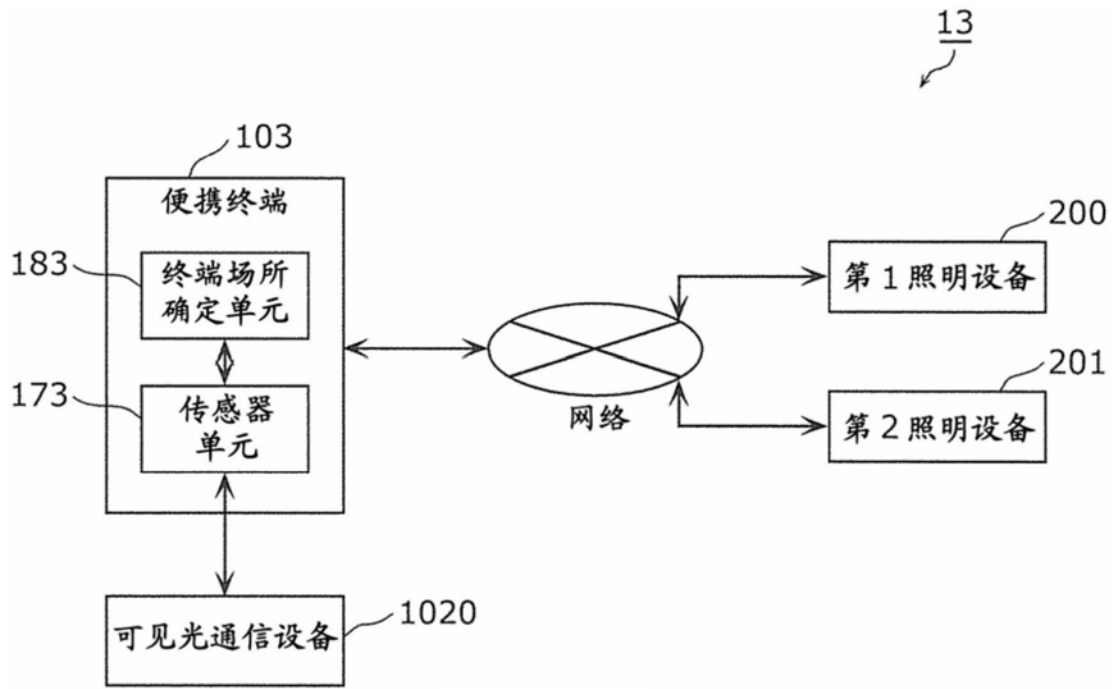 13
103
便携终端
183
终端场所
确定单元
173
传感器
单元
网络
200
第1照明设备
201
第2照明设备
1020
可见光通信设备